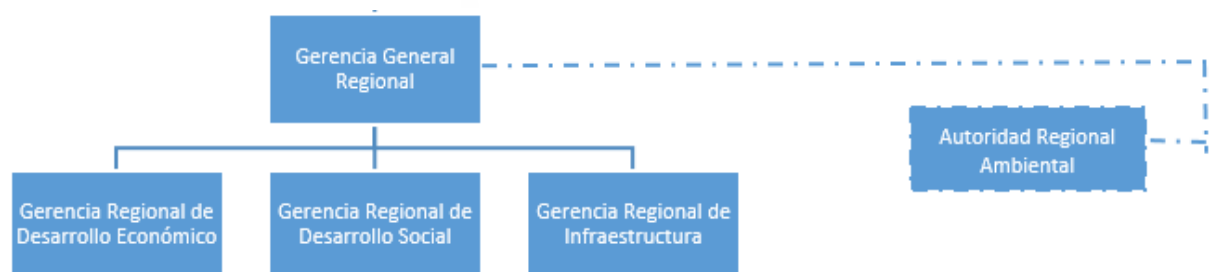 Gerencia General
Regional
Autoridad Regional
Ambiental
Gerencia Regional de
Desarrollo Económico
Gerencia Regional de
Desarrollo Social
Gerencia Regional de
Infraestructura